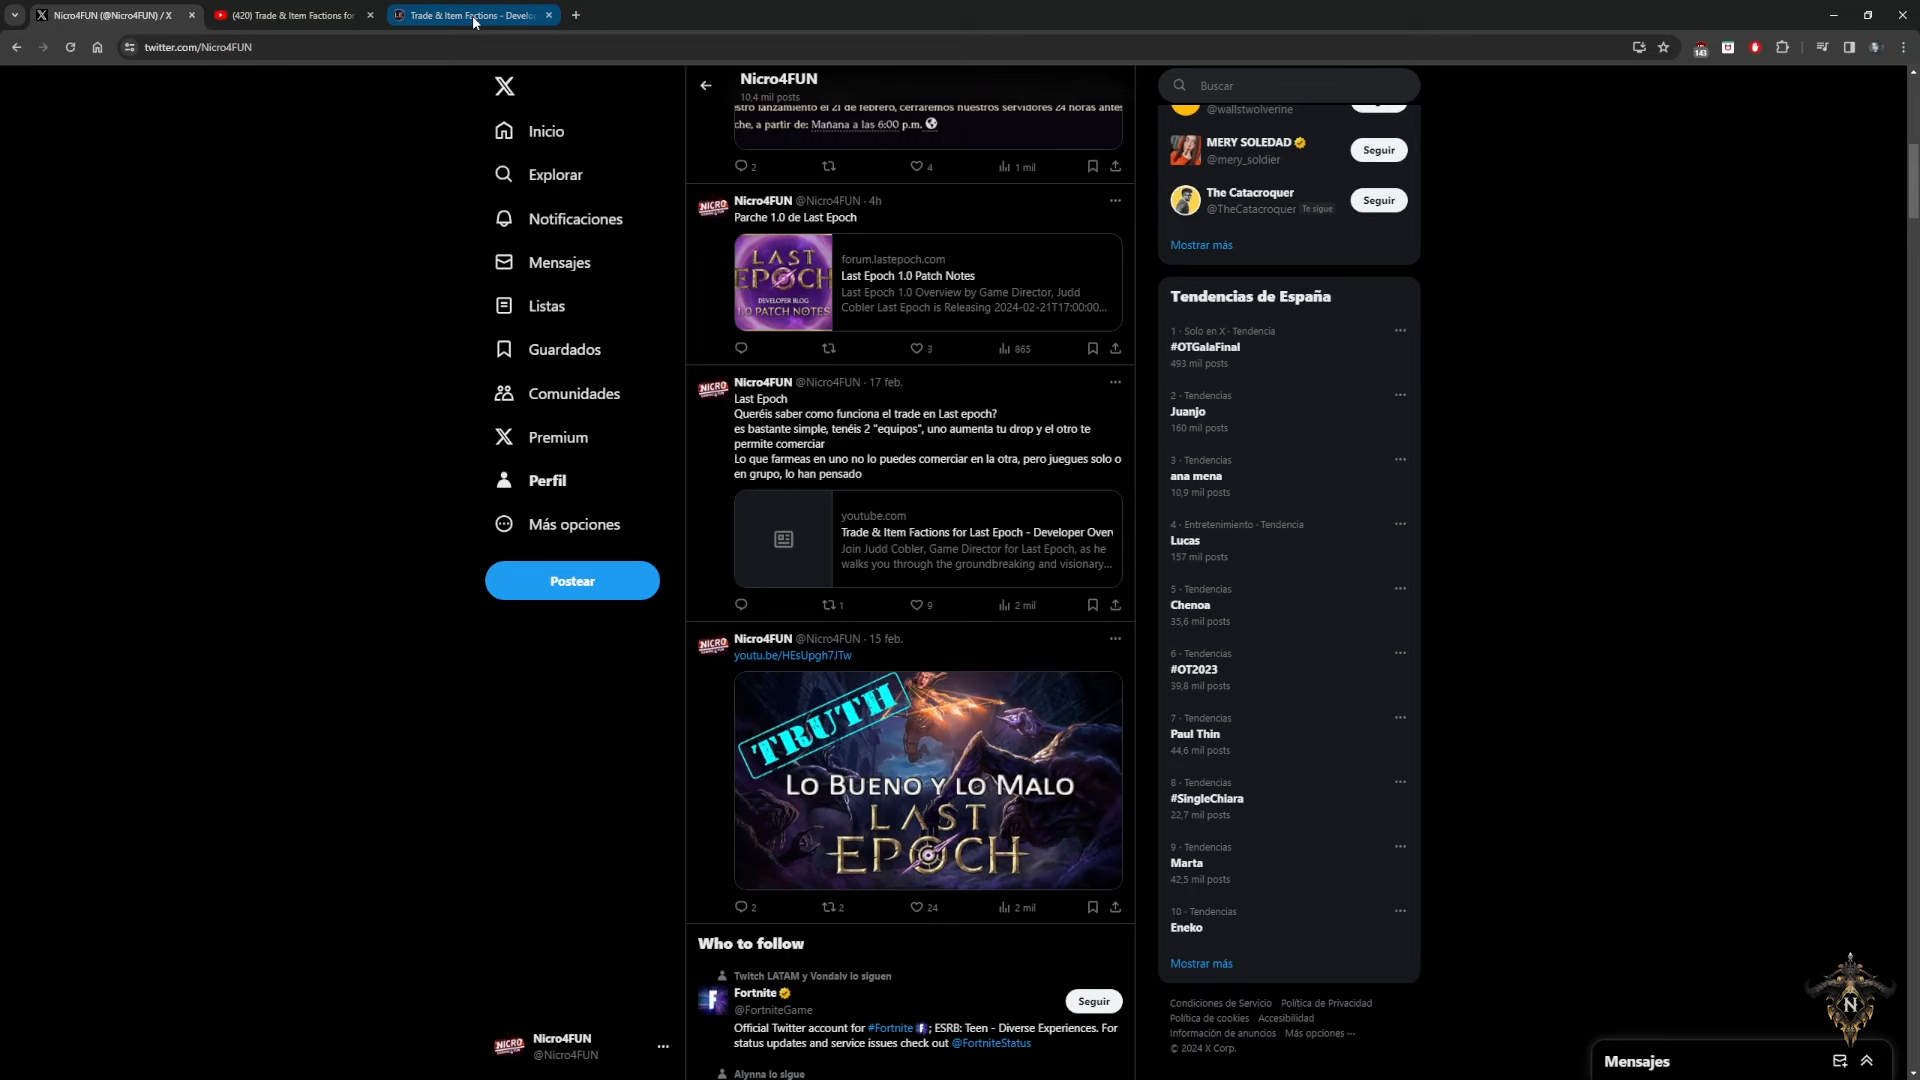 Nicro4FUN (@Nicro4FUN) / X
(420) Trade & Item Factions for
Trade & Item Factions - Develo
twitter.com/Nicro4FUN
143
Inicio
Explorar
Notificaciones
Mensajes
Listas
Guardados
Comunidades
Premium
Perfil
Más opciones
Postear
Nicro4FUN
@Nicro4FUN
Nicro4FUN
10,4 mil posts
estro lanzamiento el 21 de febrero, cerraremos nuestros servidores 24 horas antes
che, a partir de: Mañana a las 6:00 p.m.
2
4
1 mil
Nicro4FUN @Nicro4FUN · 4h
Parche 1.0 de Last Epoch
LAST
EPOCH
DEVELOPER BLOG
1.0 PATCH NOTES
forum.lastepoch.com
Last Epoch 1.0 Patch Notes
Last Epoch 1.0 Overview by Game Director, Judd
Cobler Last Epoch is Releasing 2024-02-21T17:00:00...
3
865
Nicro4FUN @Nicro4FUN · 17 feb.
Last Epoch
Queréis saber como funciona el trade en Last epoch?
es bastante simple, tenéis 2 "equipos", uno aumenta tu drop y el otro te
permite comerciar
Lo que farmeas en uno no lo puedes comerciar en la otra, pero juegues solo o
en grupo, lo han pensado
youtube.com
Trade & Item Factions for Last Epoch - Developer Over
Join Judd Cobler, Game Director for Last Epoch, as he
walks you through the groundbreaking and visionary...
1
9
2 mil
Nicro4FUN @Nicro4FUN · 15 feb.
youtu.be/HEsUpgh7JTw
TRUTH
LO BUENO Y LO MALO
LAST
EPOCH
2
2
24
2 mil
Who to follow
Twitch LATAM y Vondalv lo siguen
Fortnite
@FortniteGame
Seguir
Official Twitter account for #Fortnite ; ESRB: Teen - Diverse Experiences. For
status updates and service issues check out @FortniteStatus
Alynna lo sigue
Buscar
@wallstwolverine
MERY SOLEDAD
@mery_soldier
Seguir
The Catacroquer
@TheCatacroquer Te sigue
Seguir
Mostrar más
Tendencias de España
1 · Solo en X · Tendencia
#OTGalaFinal
493 mil posts
2 · Tendencias
Juanjo
160 mil posts
3 · Tendencias
ana mena
10,9 mil posts
4 · Entretenimiento · Tendencia
Lucas
157 mil posts
5 · Tendencias
Chenoa
35,6 mil posts
6 · Tendencias
#OT2023
39,8 mil posts
7 · Tendencias
Paul Thin
44,6 mil posts
8 · Tendencias
#SingleChiara
22,7 mil posts
9 · Tendencias
Marta
42,5 mil posts
10 · Tendencias
Eneko
Mostrar más
Condiciones de Servicio Política de Privacidad
Política de cookies Accesibilidad
Información de anuncios Más opciones ···
© 2024 X Corp.
N
Mensajes